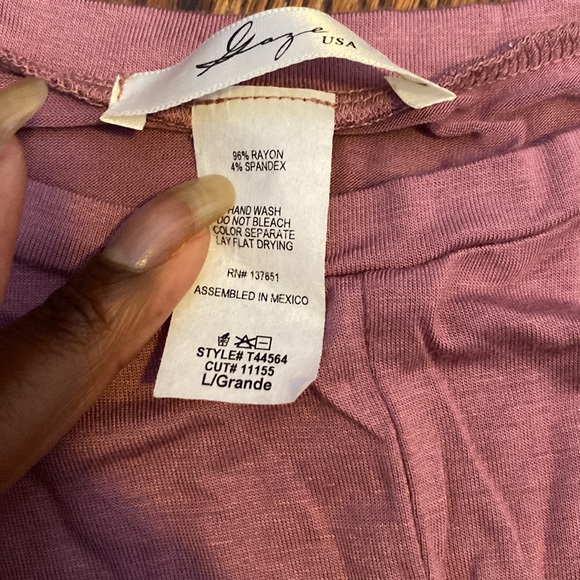 Gaze
USA
96% RAYON
4% SPANDEX
HAND WASH
DO NOT BLEACH
COLOR SEPARATE
LAY FLAT DRYING
RN# 137651
ASSEMBLED IN MEXICO
STYLE# T44564
CUT# 11155
L/Grande